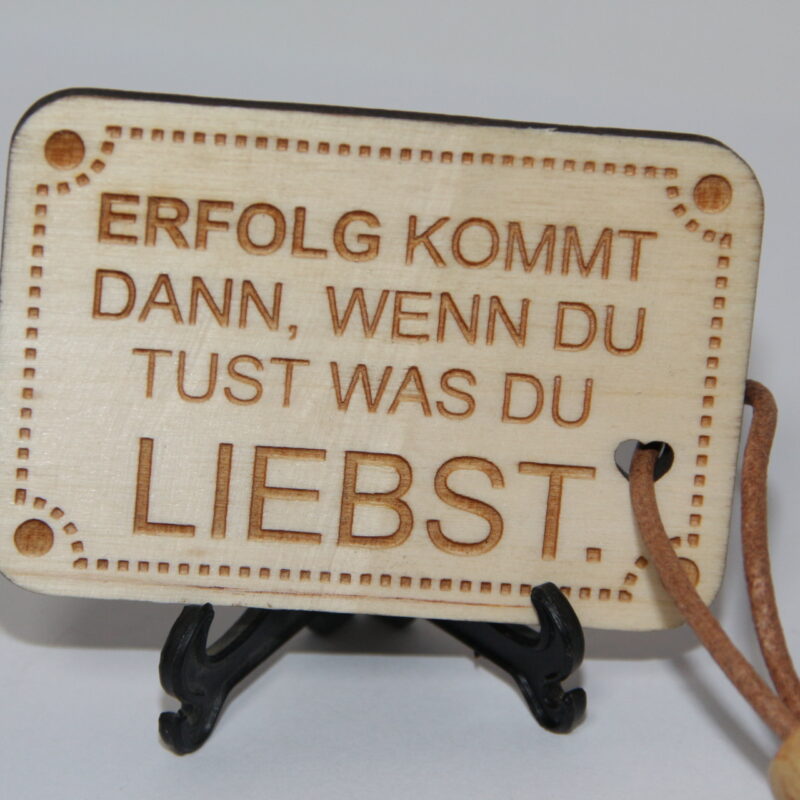 ERFOLG KOMMT
DANN, WENN DU
TUST WAS DU
LIEBST.